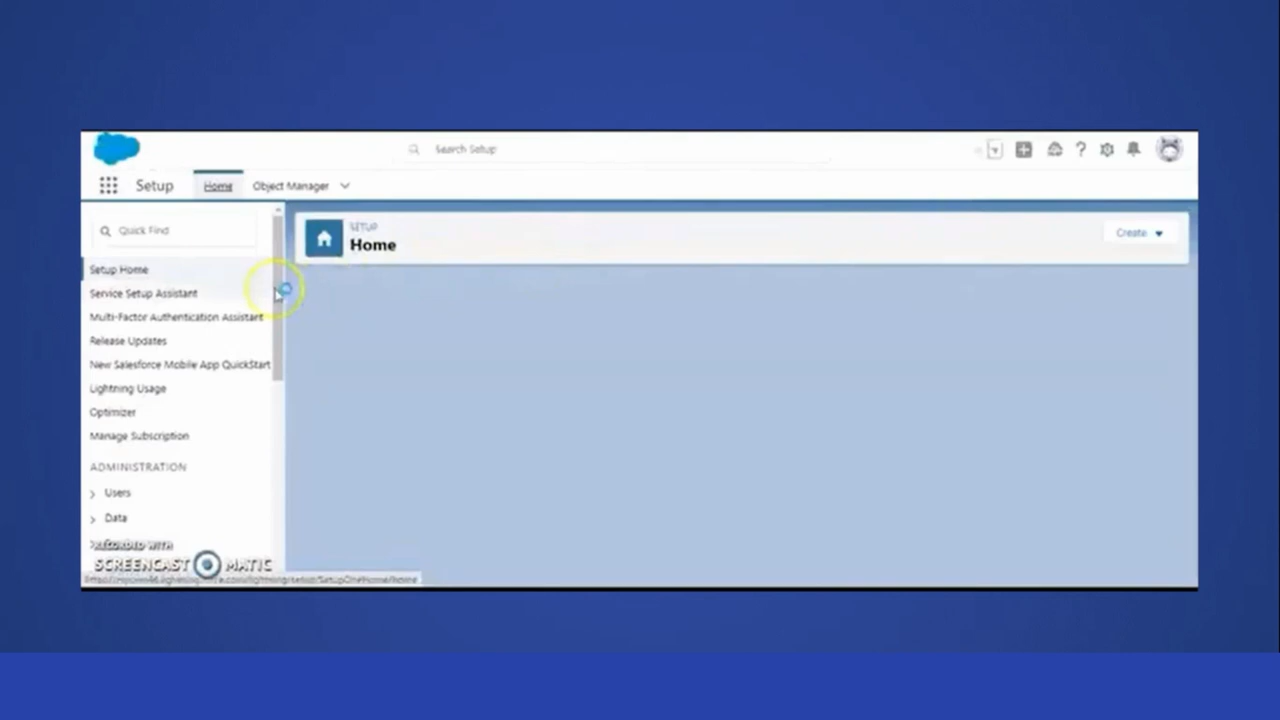 Search Setup
Setup
Home
Object Manager
Quick Find
SETUP
Home
Create
Setup Home
Service Setup Assistant
Multi-Factor Authentication Assistant
Release Updates
New Salesforce Mobile App QuickStart
Lightning Usage
Optimizer
Manage Subscription
ADMINISTRATION
Users
Data
RECORDED WITH
SCREENCAST MATIC